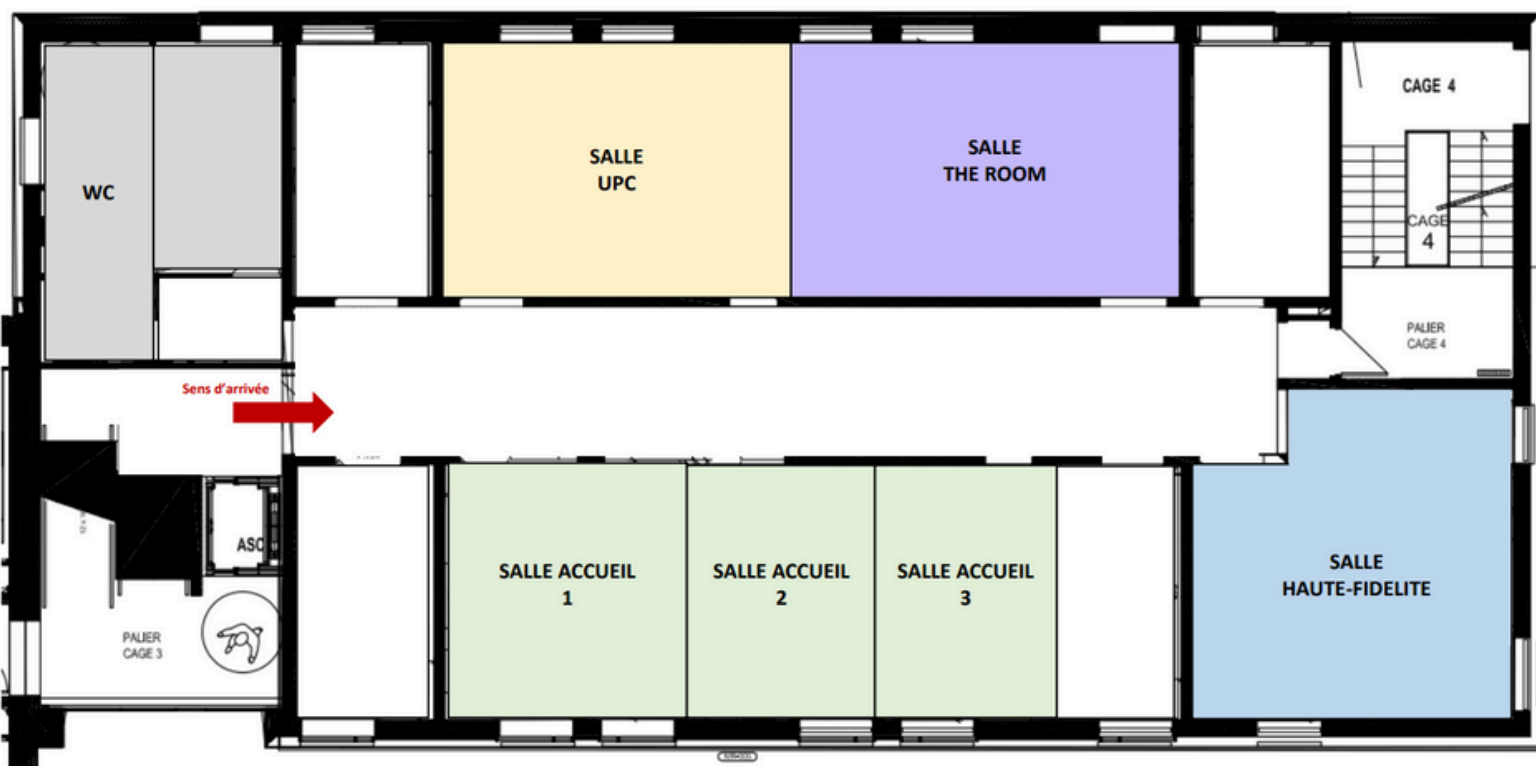 CAGE 4
SALLE
UPC
SALLE
THE ROOM
WC
CAGE
4
PALIER
CAGE 4
Sens d'arrivée
ASC
SALLE ACCUEIL
1
SALLE ACCUEIL
2
SALLE ACCUEIL
3
SALLE
HAUTE-FIDELITE
PALIER
CAGE 3